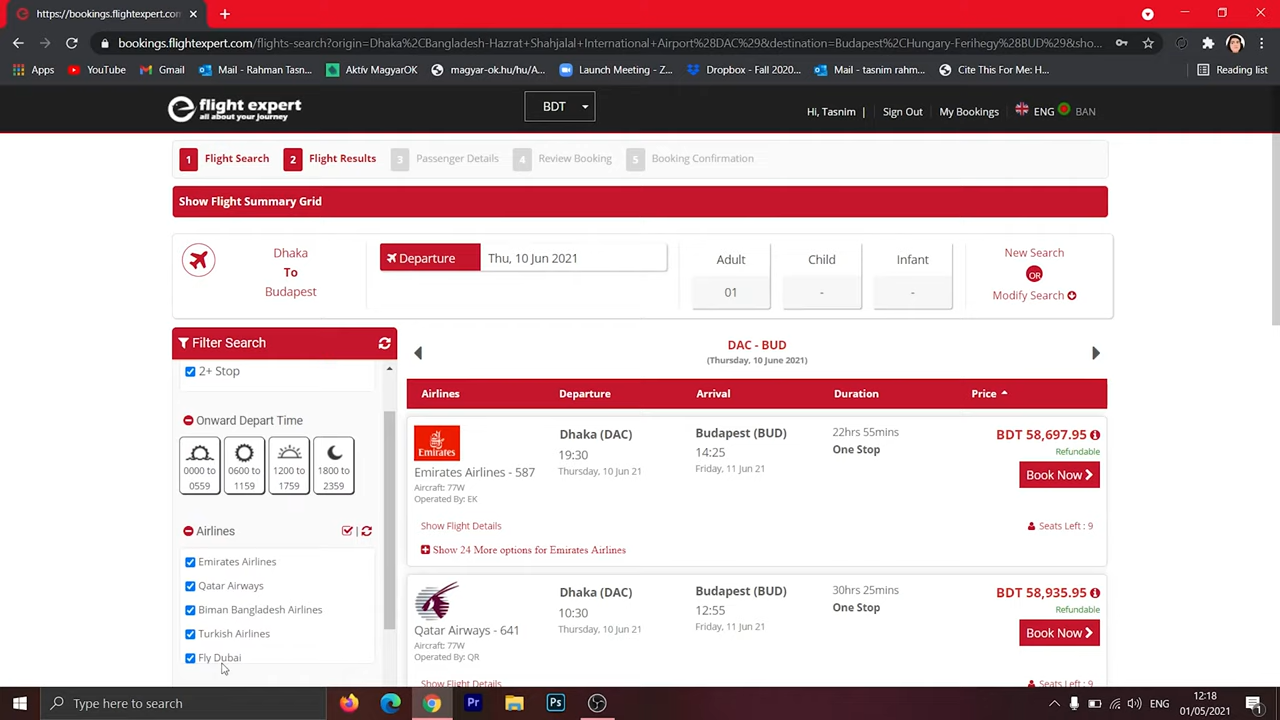 https://bookings.flightexpert.com
bookings.flightexpert.com/flights-search?origin=Dhaka%2CBangladesh-Hazrat+Shahjalal+International+Airport%28DAC%29&destination=Budapest%2CHungary-Ferihegy%28BUD%29&sho...
Apps YouTube Gmail Mail - Rahman Tasn... Aktív MagyarOK magyar-ok.hu/hu/A... Launch Meeting - Z... Dropbox - Fall 2020... Mail - tasnim rahm... Cite This For Me:... Reading list
flight expert BDT Hi, Tasnim | Sign Out My Bookings ENG BAN
all about your journey
1 Flight Search 2 Flight Results 3 Passenger Details 4 Review Booking 5 Booking Confirmation
Show Flight Summary Grid
Dhaka
To
Budapest
Departure Thu, 10 Jun 2021
Adult Child Infant
01 - -
New Search
OR
Modify Search
Filter Search
2+ Stop
Onward Depart Time
0000 to 0600 to 1200 to 1800 to
0559 1159 1759 2359
Airlines |
Emirates Airlines
Qatar Airways
Biman Bangladesh Airlines
Turkish Airlines
Fly Dubai
DAC - BUD
(Thursday, 10 June 2021)
Airlines Departure Arrival Duration Price
Emirates
Emirates Airlines - 587
Aircraft: 77W
Operated By: EK
Dhaka (DAC)
19:30
Thursday, 10 Jun 21
Budapest (BUD)
14:25
Friday, 11 Jun 21
22hrs 55mins
One Stop
BDT 58,697.95
Refundable
Book Now
Show Flight Details
Seats Left : 9
Show 24 More options for Emirates Airlines
Qatar Airways - 641
Aircraft: 77W
Operated By: QR
Dhaka (DAC)
10:30
Thursday, 10 Jun 21
Budapest (BUD)
12:55
Friday, 11 Jun 21
30hrs 25mins
One Stop
BDT 58,935.95
Refundable
Book Now
Show Flight Details
Seats Left : 9
Type here to search
Pr Ps
ENG
12:18
01/05/2021
1